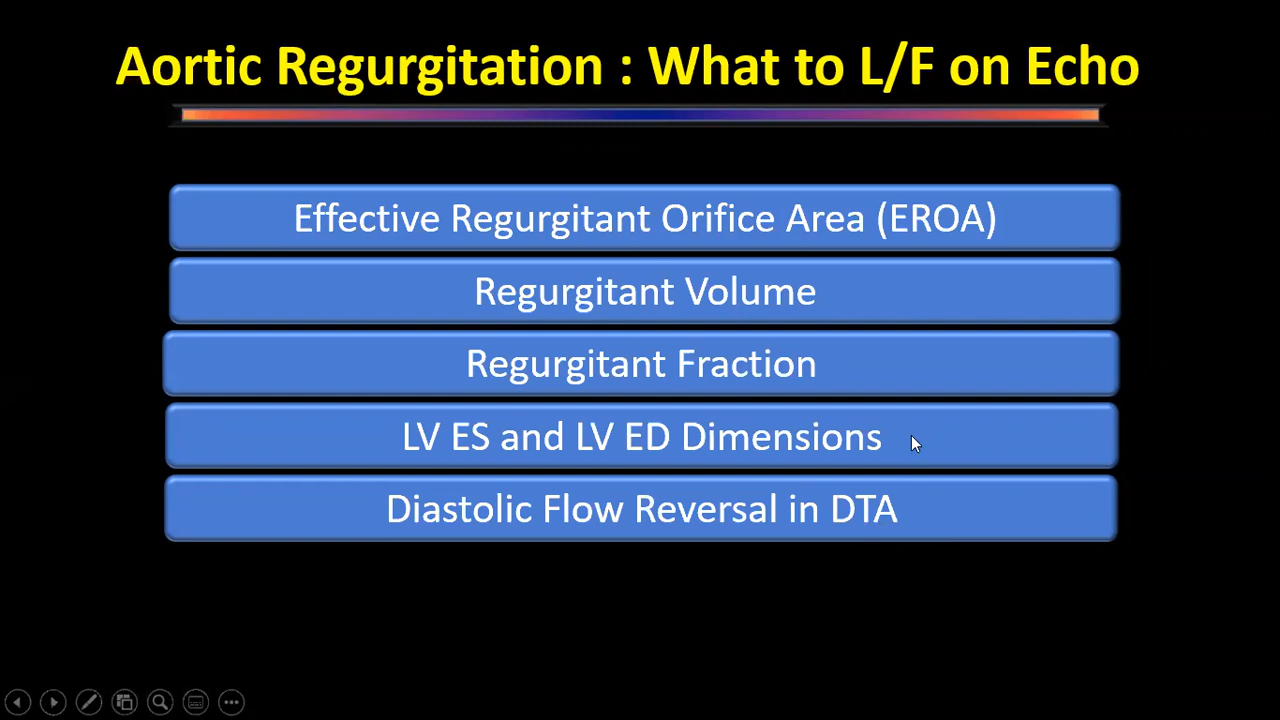 Aortic Regurgitation : What to L/F on Echo
Effective Regurgitant Orifice Area (EROA)
Regurgitant Volume
Regurgitant Fraction
LV ES and LV ED Dimensions
Diastolic Flow Reversal in DTA